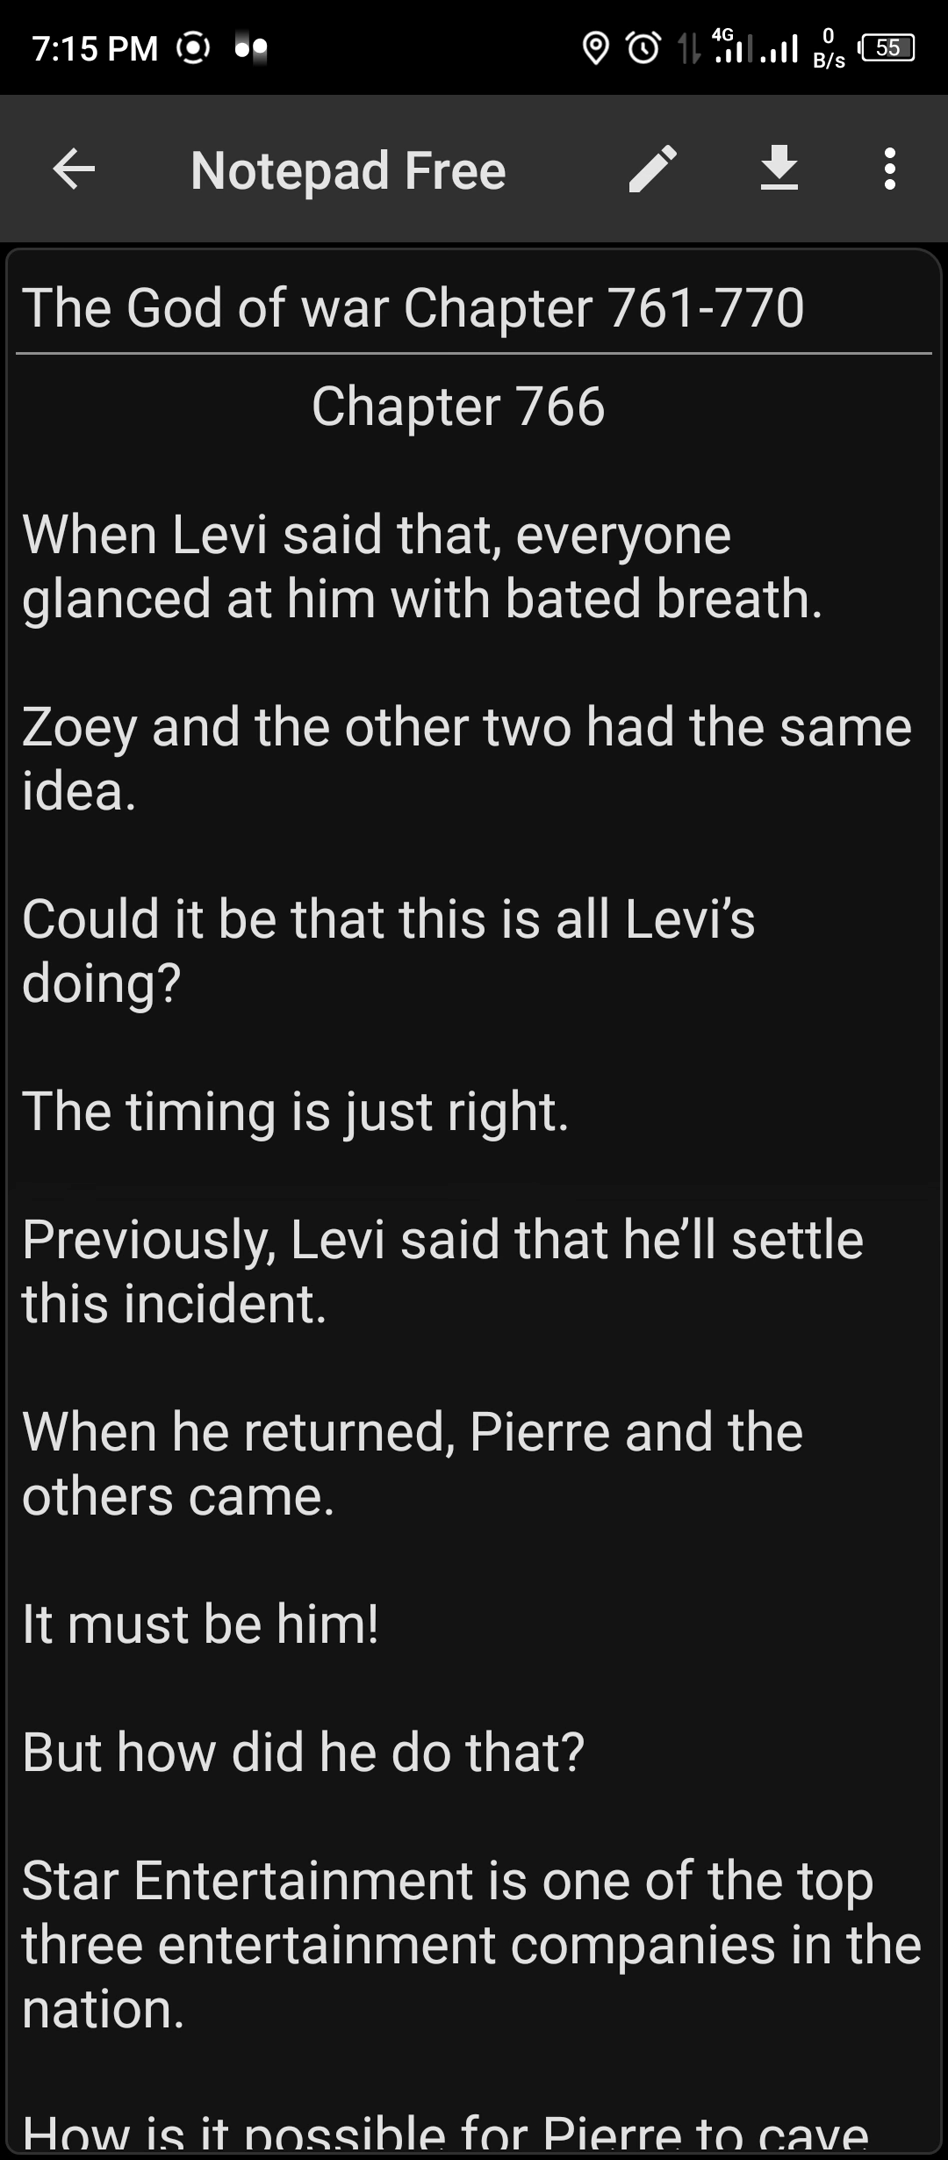 7:15 PM 4G 0 B/s 55
Notepad Free
The God of war Chapter 761-770
Chapter 766
When Levi said that, everyone
glanced at him with bated breath.
Zoey and the other two had the same
idea.
Could it be that this is all Levi’s
doing?
The timing is just right.
Previously, Levi said that he’ll settle
this incident.
When he returned, Pierre and the
others came.
It must be him!
But how did he do that?
Star Entertainment is one of the top
three entertainment companies in the
nation.
How is it possible for Pierre to cave